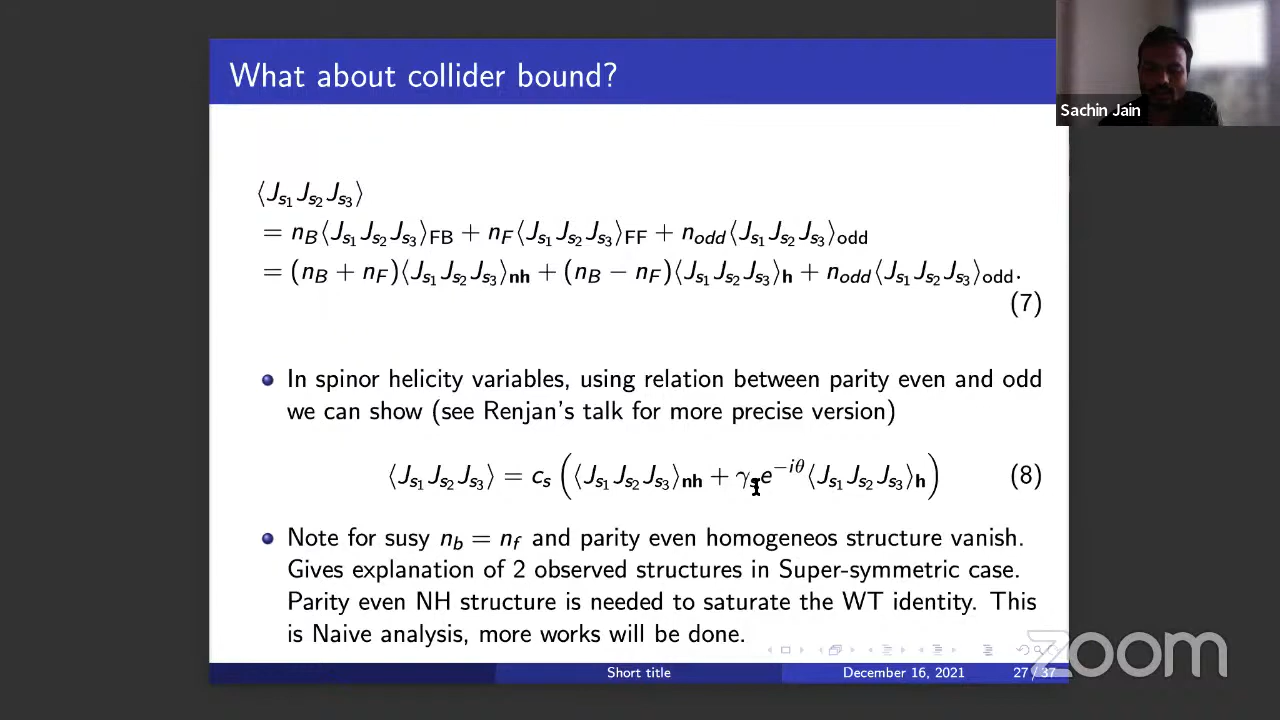 What about collider bound?
Sachin Jain
⟨J_{s_1} J_{s_2} J_{s_3}⟩
= n_B⟨J_{s_1} J_{s_2} J_{s_3}⟩_{FB} + n_F⟨J_{s_1} J_{s_2} J_{s_3}⟩_{FF} + n_{odd}⟨J_{s_1} J_{s_2} J_{s_3}⟩_{odd}
= (n_B + n_F)⟨J_{s_1} J_{s_2} J_{s_3}⟩_{nh} + (n_B − n_F)⟨J_{s_1} J_{s_2} J_{s_3}⟩_h + n_{odd}⟨J_{s_1} J_{s_2} J_{s_3}⟩_{odd}.
(7)
In spinor helicity variables, using relation between parity even and odd
we can show (see Renjan's talk for more precise version)
⟨J_{s_1} J_{s_2} J_{s_3}⟩ = c_s (⟨J_{s_1} J_{s_2} J_{s_3}⟩_{nh} + γ e^{−iθ}⟨J_{s_1} J_{s_2} J_{s_3}⟩_h) (8)
Note for susy n_b = n_f and parity even homogeneos structure vanish.
Gives explanation of 2 observed structures in Super-symmetric case.
Parity even NH structure is needed to saturate the WT identity. This
is Naive analysis, more works will be done.
zoom
Short title December 16, 2021 27 / 37